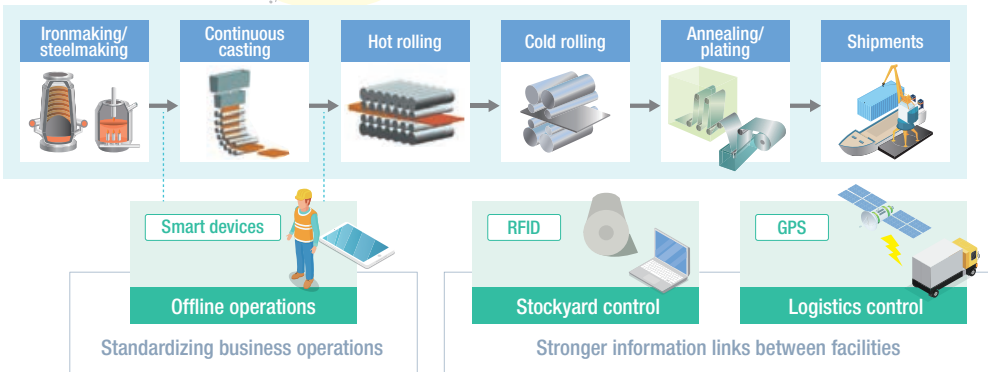 Ironmaking/
steelmaking
Continuous
casting
Hot rolling
Cold rolling
Annealing/
plating
Shipments
Smart devices
RFID
GPS
Offline operations
Stockyard control
Logistics control
Standardizing business operations
Stronger information links between facilities